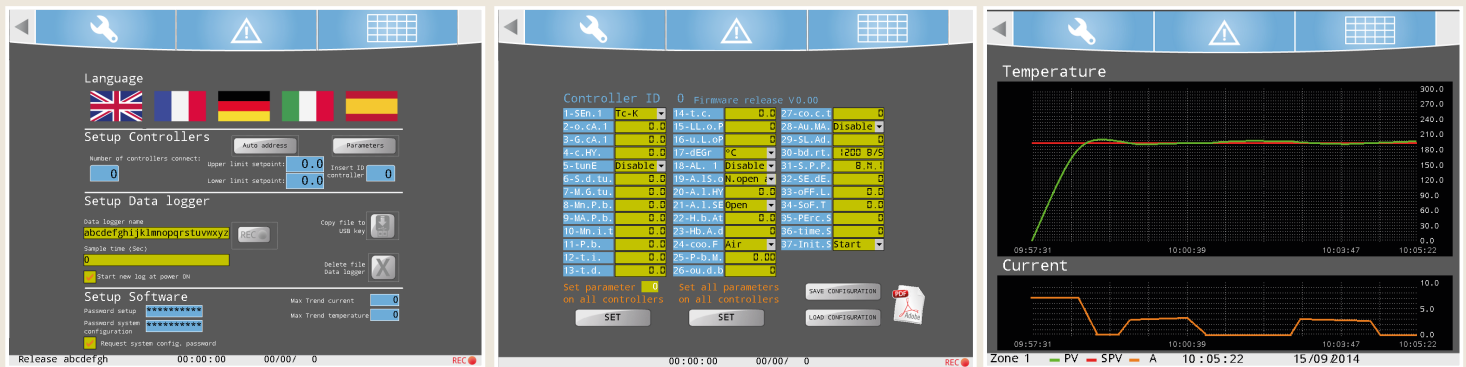 Language
Setup Controllers
Auto address
Parameters
Number of controllers connect:
0
Upper limit setpoint: 0.0
Lower limit setpoint: 0.0
Insert ID
controller 0
Setup Data logger
Data logger name
abcdefghijklmnopqrstuvwxyz
REC
Copy file to
USB key
Sample time (Sec)
0
Start new log at power ON
Delete file
Data logger
X
Setup Software
Password setup **********
Password system
configuration **********
Request system config. password
Max Trend current 0
Max Trend temperature 0
Release abcdefgh 00:00:00 00/00/ 0 REC
Controller ID 0 Firmware release V0.00
1-SEn.1 Tc-K 14-t.c. 0.0 27-co.c.t 0
2-o.cA.1 0.0 15-LL.o.P 0 28-Au.MA. Disable
3-G.cA.1 0.0 16-u.L.oP 0 29-SL.Ad. 0
4-c.HY. 0.0 17-dEGr °C 30-bd.rt. 1200 B/S
5-tunE Disable 18-AL. 1 Disable 31-S.P.P. 8.M.1
6-S.d.tu. 0.0 19-A.1S.o N.open 32-SE.dE. 0
7-M.G.tu. 0.0 20-A.1.HY 0.0 33-oFF.L. 0.0
8-Mn.P.b. 0.0 21-A.1.SE Open 34-SoF.T 0.0
9-MA.P.b. 0.0 22-H.b.At 0.0 35-PErc.S 0
10-Mn.i.t 0.0 23-Hb.A.d 0 36-time.S 0
11-P.b. 0.0 24-coo.F Air 37-Init.S Start
12-t.i. 0.0 25-P-b.M. 0.00
13-t.d. 0.0 26-ou.d.b 0
Set parameter 0
on all controllers
SET
Set all parameters
on all controllers
SET
SAVE CONFIGURATION
LOAD CONFIGURATION
PDF
Adobe
00:00:00 00/00/ 0 REC
Temperature
300.0
270.0
240.0
210.0
180.0
150.0
120.0
90.0
60.0
30.0
0.0
09:57:31 10:00:39 10:03:47 10:05:22
Current
10.0
5.0
0.0
09:57:31 10:00:39 10:03:47 10:05:22
Zone 1 PV SPV A 10:05:22 15/09/2014